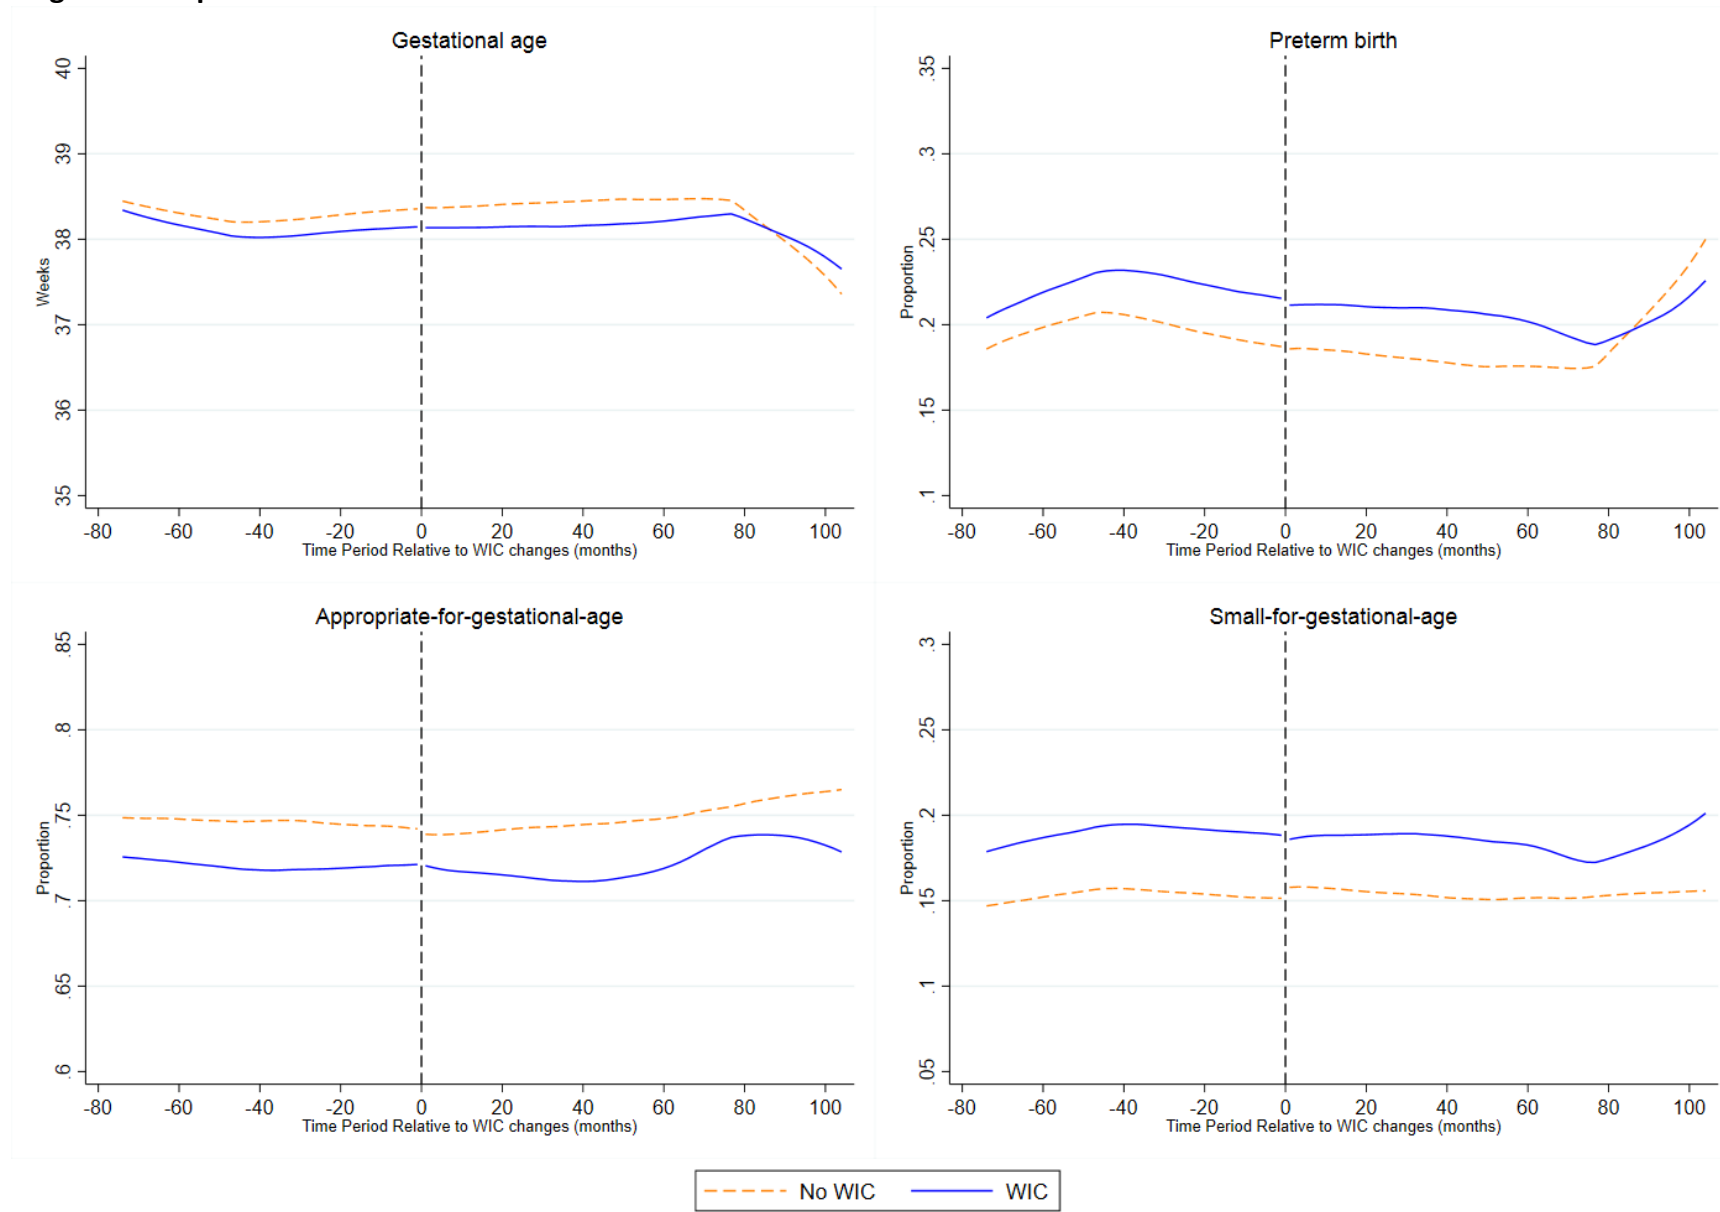 Gestational age
40
39
38
37
36
35
Weeks
-80 -60 -40 -20 0 20 40 60 80 100
Time Period Relative to WIC changes (months)
Preterm birth
.35
.3
.25
.2
.15
.1
Proportion
-80 -60 -40 -20 0 20 40 60 80 100
Time Period Relative to WIC changes (months)
Appropriate-for-gestational-age
.85
.8
.75
.7
.65
.6
Proportion
-80 -60 -40 -20 0 20 40 60 80 100
Time Period Relative to WIC changes (months)
Small-for-gestational-age
.3
.25
.2
.15
.1
.05
Proportion
-80 -60 -40 -20 0 20 40 60 80 100
Time Period Relative to WIC changes (months)
No WIC WIC